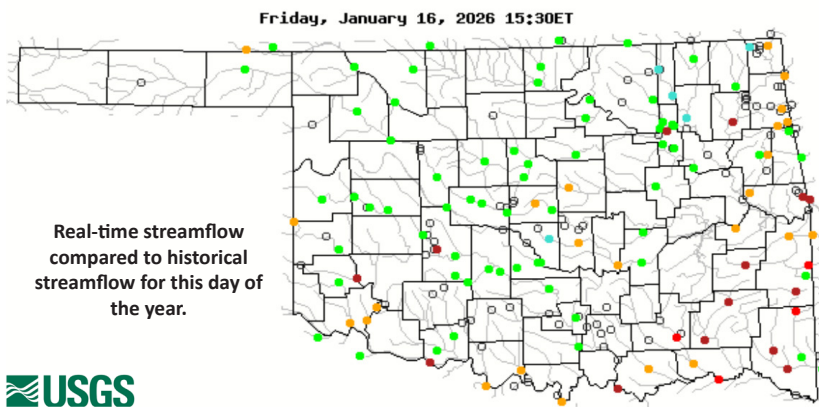 Friday, January 16, 2026 15:30ET
Real-time streamflow
compared to historical
streamflow for this day of
the year.
USGS